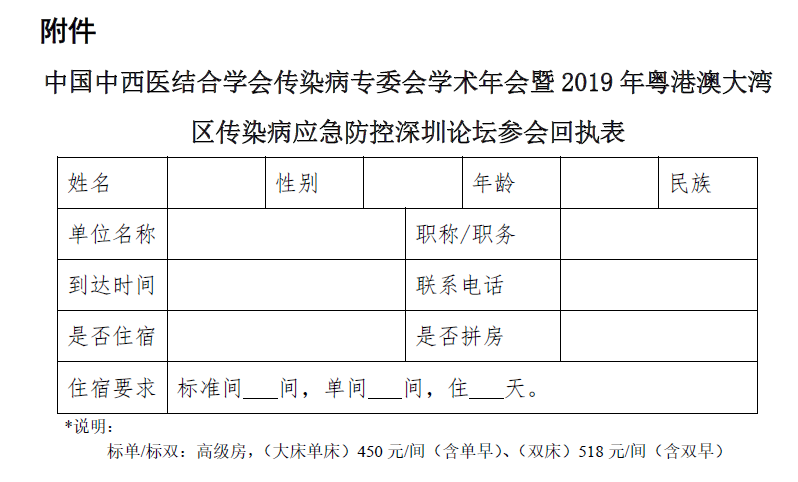 附件
中国中西医结合学会传染病专委会学术年会暨 2019 年粤港澳大湾
区传染病应急防控深圳论坛参会回执表
姓名 性别 年龄 民族
单位名称 职称/职务
到达时间 联系电话
是否住宿 是否拼房
住宿要求 标准间___间，单间___间，住___天。
*说明：
标单/标双：高级房，（大床单床）450 元/间（含单早）、（双床）518 元/间（含双早）